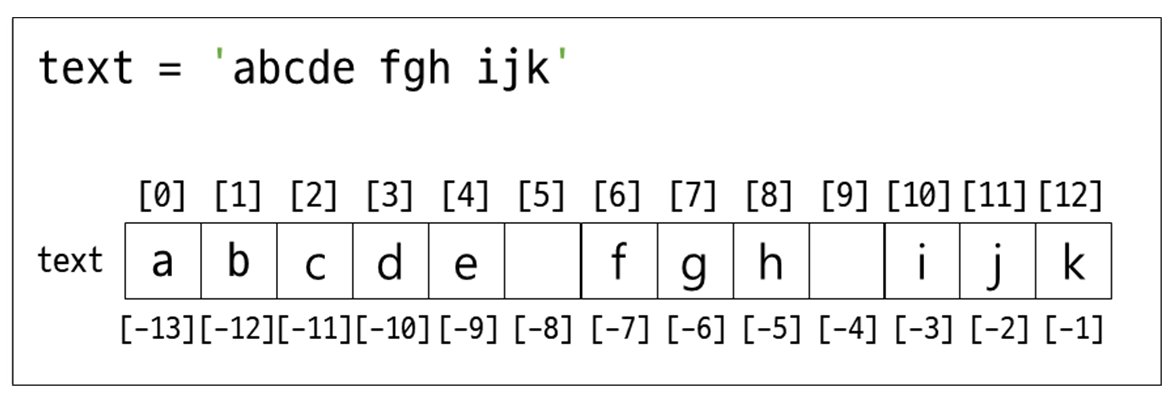 text = 'abcde fgh ijk'
[0] [1] [2] [3] [4] [5] [6] [7] [8] [9] [10] [11] [12]
text a b c d e f g h i j k
[-13] [-12] [-11] [-10] [-9] [-8] [-7] [-6] [-5] [-4] [-3] [-2] [-1]